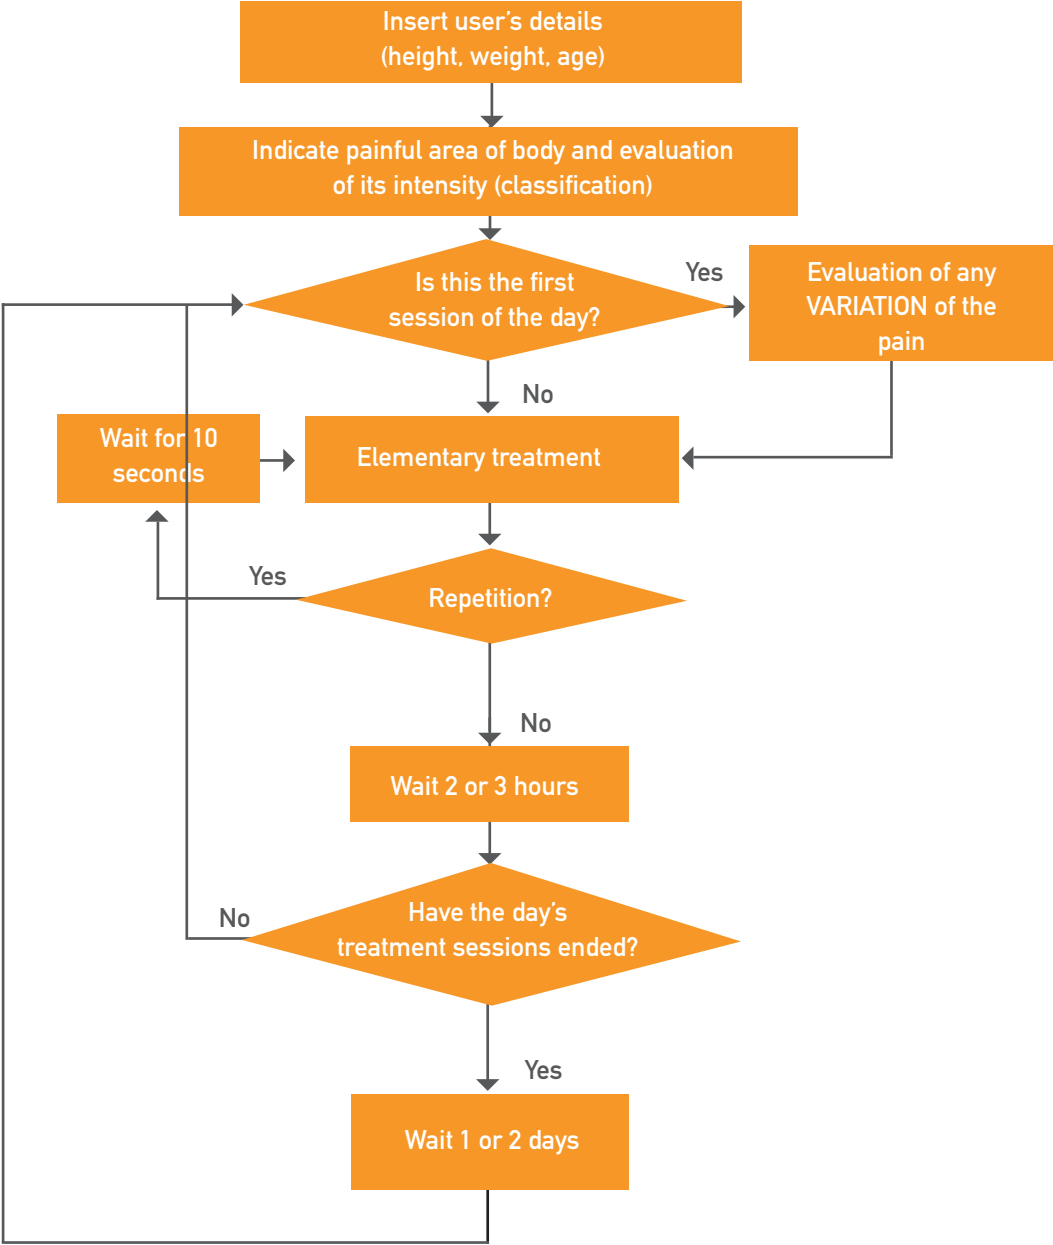 Insert user’s details
(height, weight, age)
Indicate painful area of body and evaluation
of its intensity (classification)
Is this the first
session of the day?
Yes
Evaluation of any
VARIATION of the
pain
No
Wait for 10
seconds
Elementary treatment
Yes
Repetition?
No
Wait 2 or 3 hours
No
Have the day’s
treatment sessions ended?
Yes
Wait 1 or 2 days